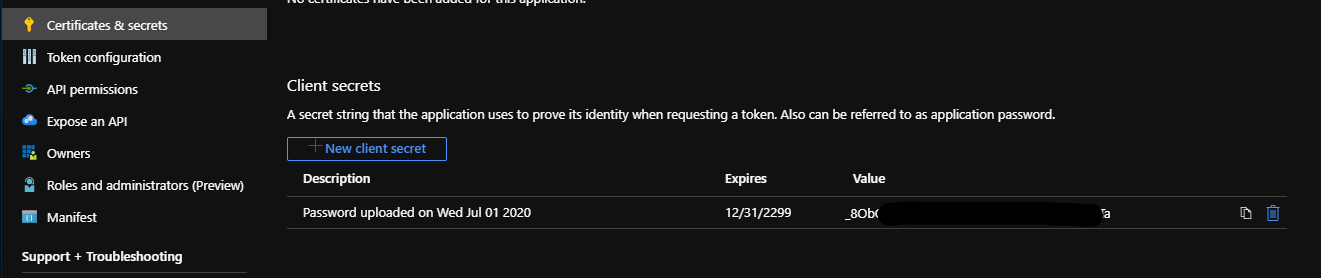 No certificates have been added for this application.
Certificates & secrets
Token configuration
API permissions
Expose an API
Owners
Roles and administrators (Preview)
Manifest
Support + Troubleshooting
Client secrets
A secret string that the application uses to prove its identity when requesting a token. Also can be referred to as application password.
New client secret
Description Expires Value
Password uploaded on Wed Jul 01 2020 12/31/2299